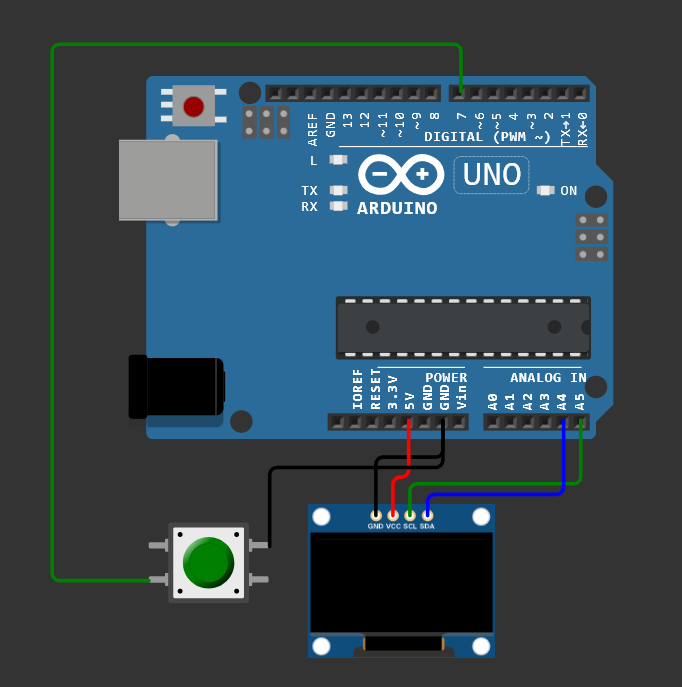 AREF
GND
13
12
~11
~10
~9
8
7
~6
~5
4
~3
2
TX→1
RX←0
DIGITAL (PWM ~)
L
TX
RX
UNO
ON
ARDUINO
POWER
ANALOG IN
IOREF
RESET
3.3V
5V
GND
GND
Vin
A0
A1
A2
A3
A4
A5
GND VCC SCL SDA